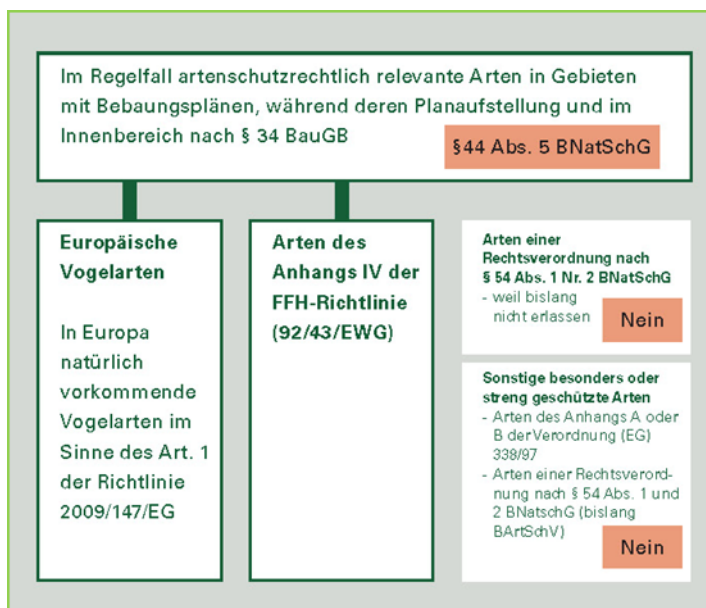 Im Regelfall artenschutzrechtlich relevante Arten in Gebieten
mit Bebaungsplänen, während deren Planaufstellung und im
Innenbereich nach § 34 BauGB
§44 Abs. 5 BNatSchG
Europäische
Vogelarten
In Europa
natürlich
vorkommende
Vogelarten im
Sinne des Art. 1
der Richtlinie
2009/147/EG
Arten des
Anhangs IV der
FFH-Richtlinie
(92/43/EWG)
Arten einer
Rechtsverordnung nach
§ 54 Abs. 1 Nr. 2 BNatSchG
- weil bislang
nicht erlassen
Nein
Sonstige besonders oder
streng geschützte Arten
- Arten des Anhangs A oder
B der Verordnung (EG)
338/97
- Arten einer Rechtsverord-
nung nach § 54 Abs. 1 und
2 BNatschG (bislang
BArtSchV)
Nein